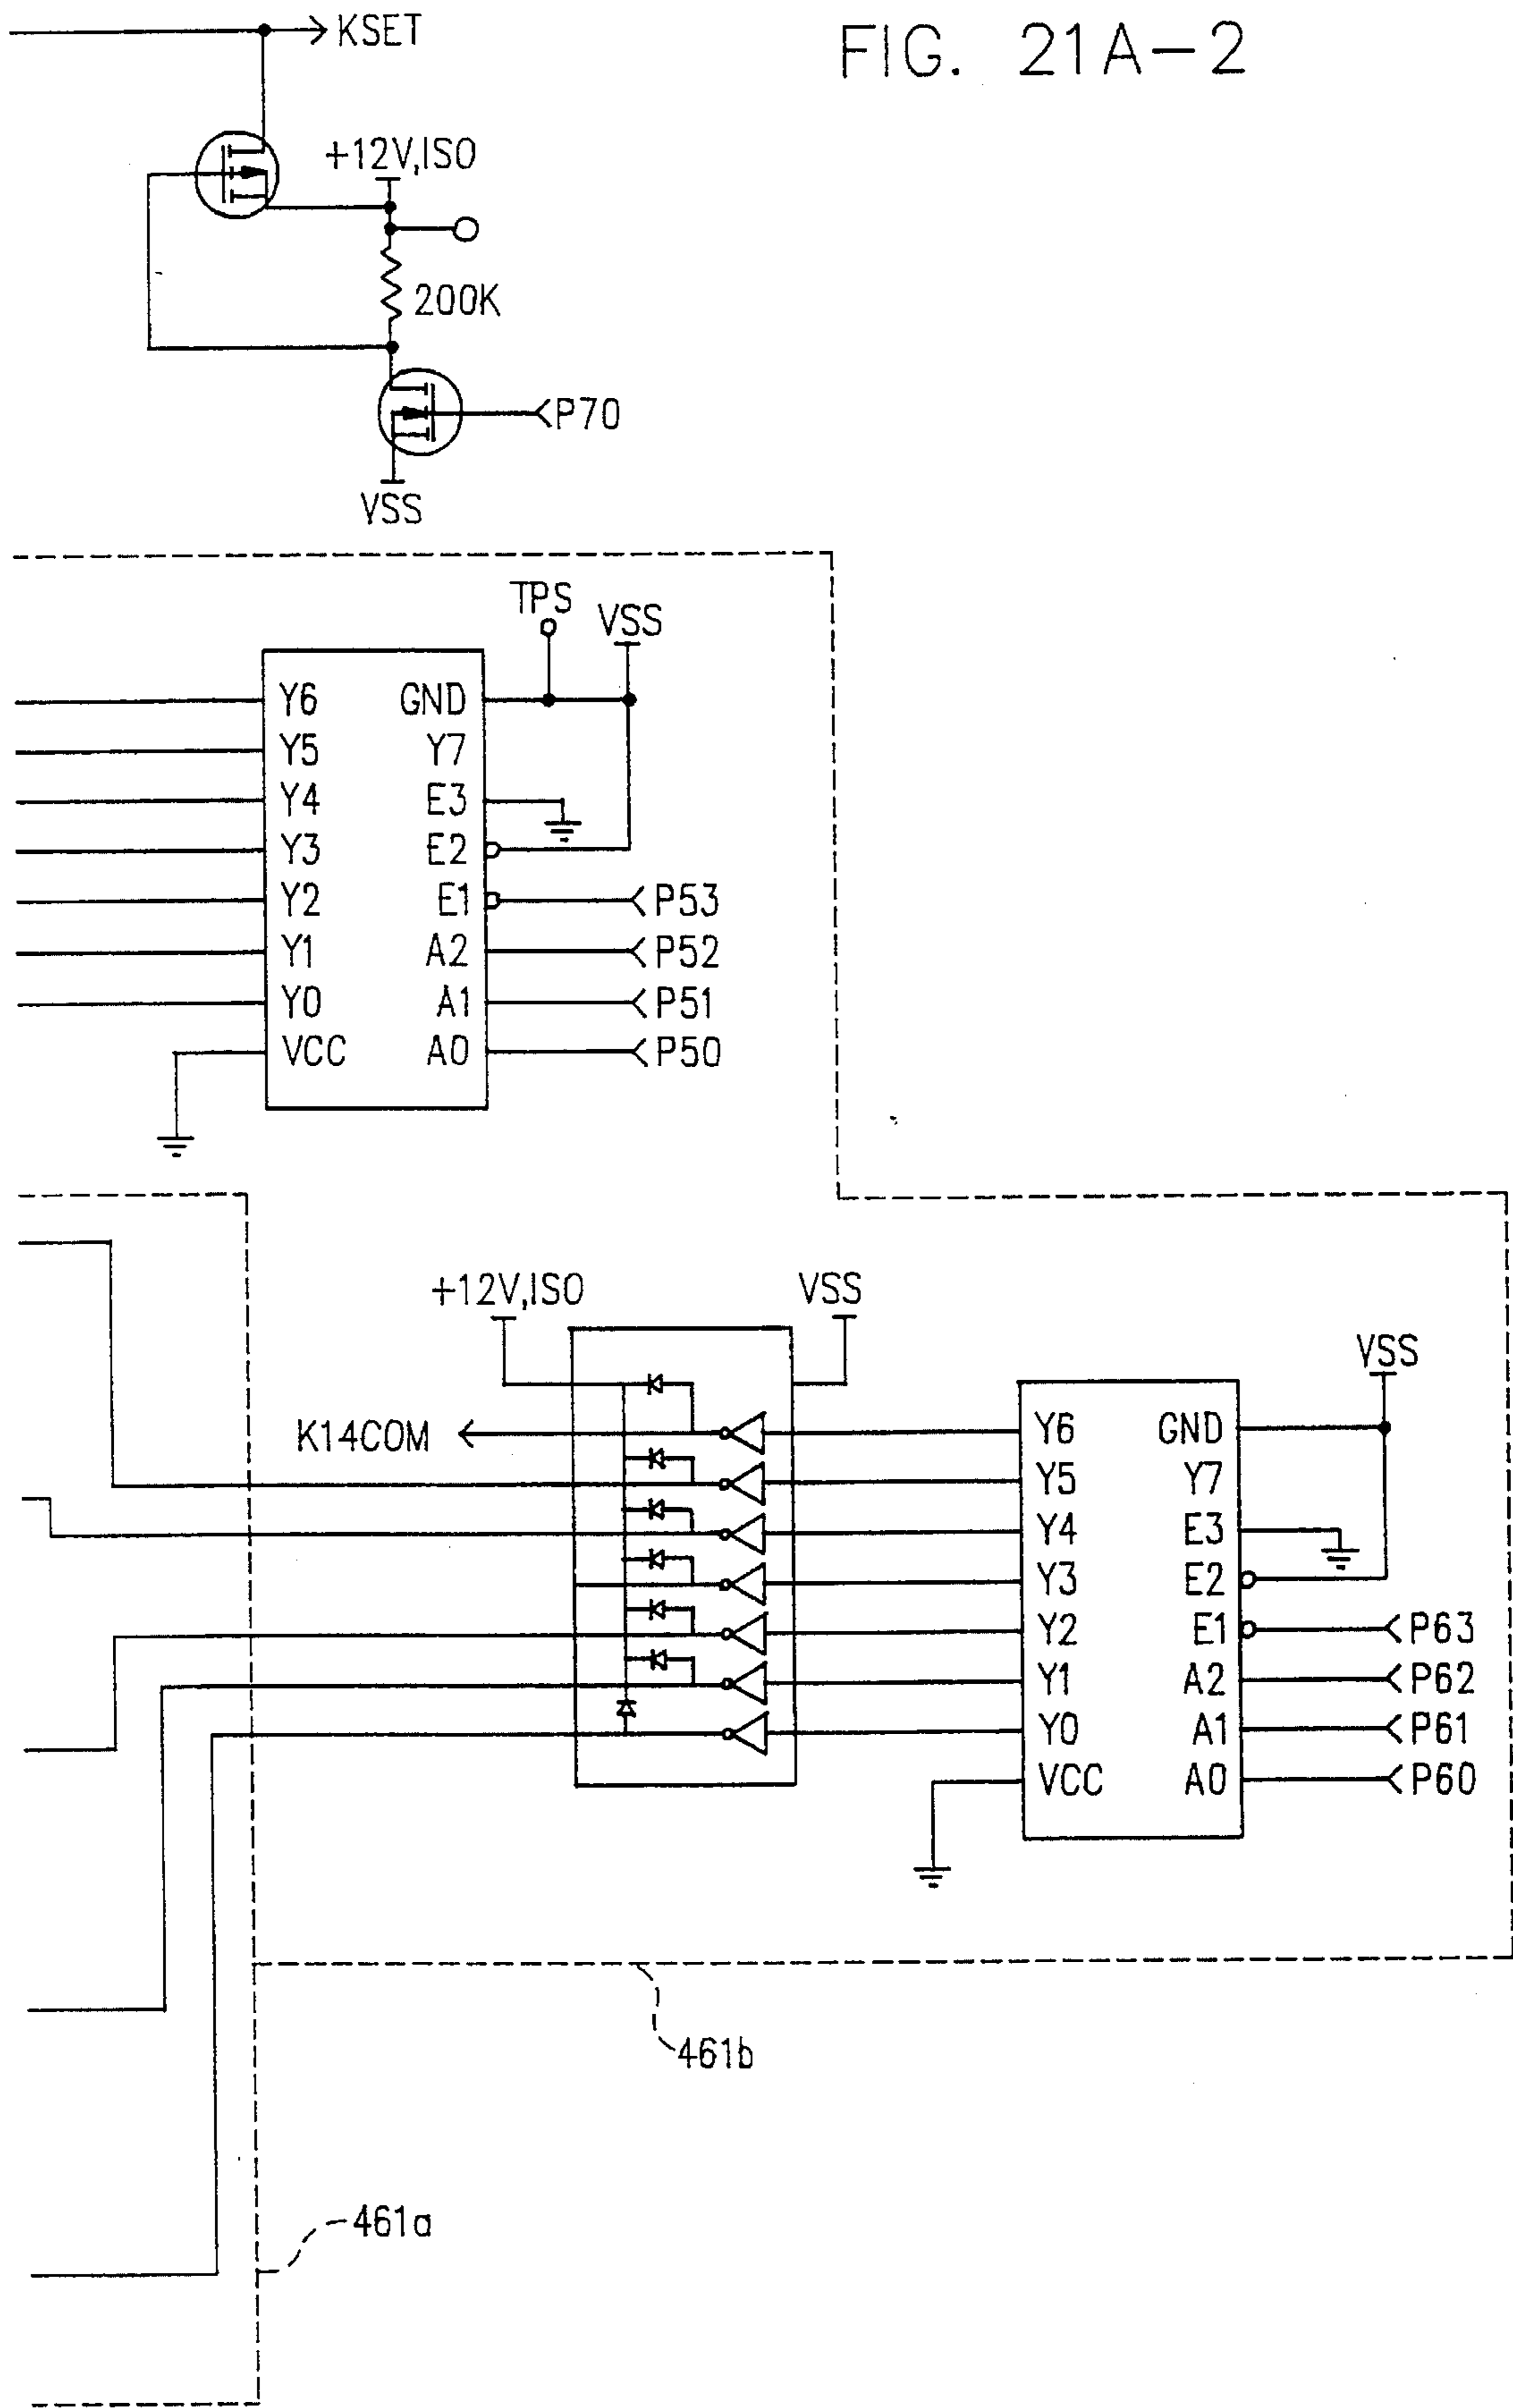 KSET
FIG. 21A-2
+12V,ISO
200K
P70
VSS
TPS
VSS
Y6 GND
Y5 Y7
Y4 E3
Y3 E2
Y2 E1 P53
Y1 A2 P52
Y0 A1 P51
VCC A0 P50
+12V,ISO
VSS
VSS
K14COM
Y6 GND
Y5 Y7
Y4 E3
Y3 E2
Y2 E1 P63
Y1 A2 P62
Y0 A1 P61
VCC A0 P60
461b
461a